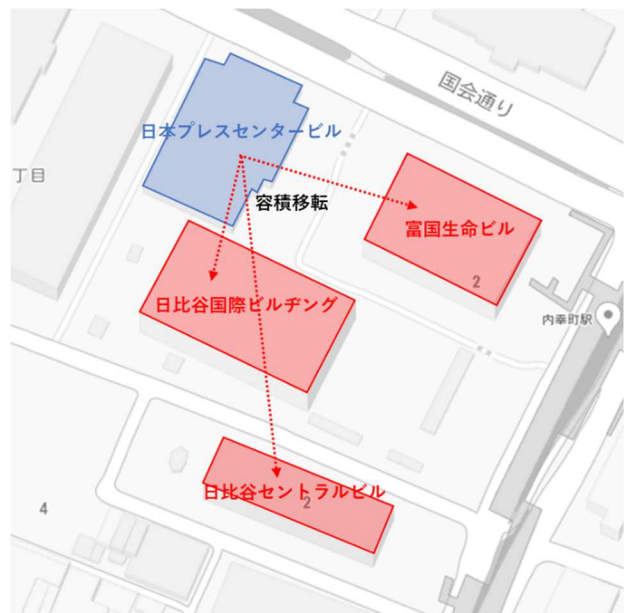 国会通り
日本プレスセンタービル
丁目
容積移転
富国生命ビル
2
日比谷国際ビルヂング
内幸町駅
日比谷セントラルビル
2
4